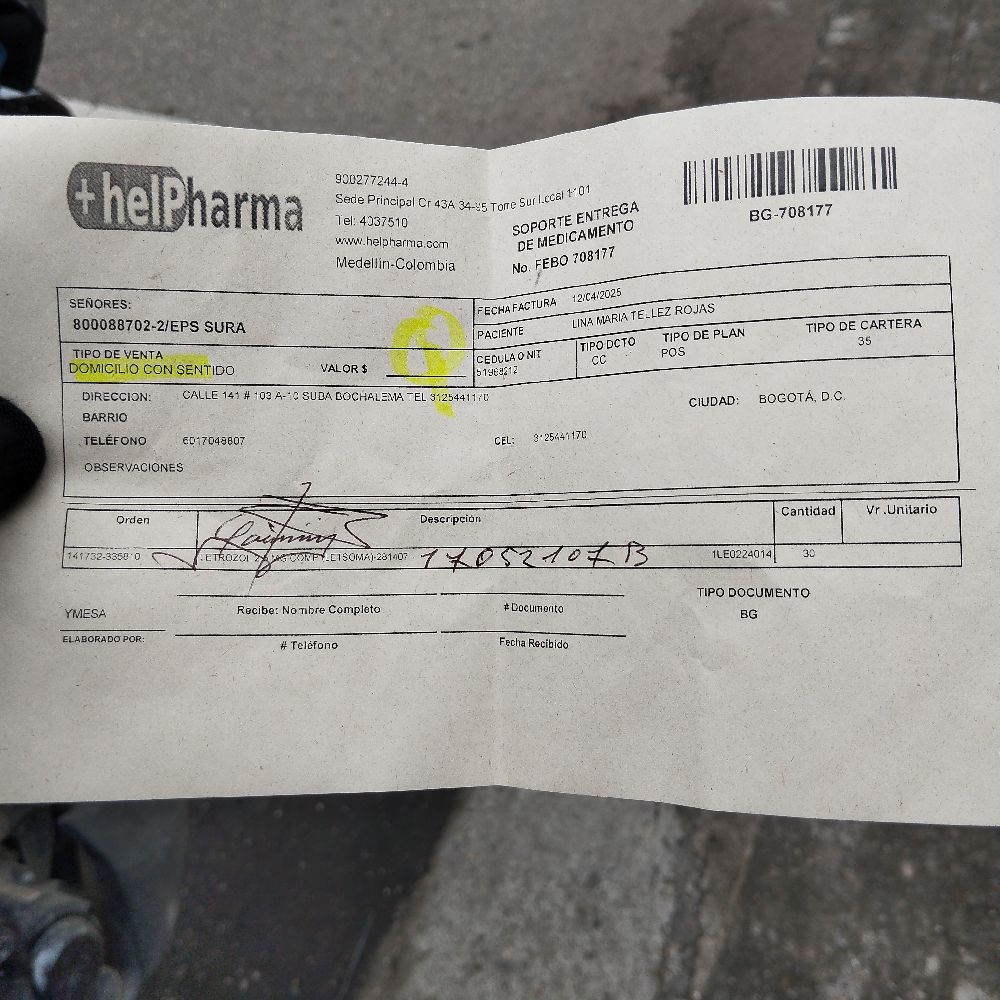 +helPharma
900277244-4
Sede Principal Cr 43A 34-95 Torre Sur Local 1101
Tel: 4037510
www.helpharma.com
Medellin-Colombia
SOPORTE ENTREGA
DE MEDICAMENTO
No. FEBO 708177
BG-708177
SEÑORES:
800088702-2/EPS SURA
TIPO DE VENTA
DOMICILIO CON SENTIDO
VALOR $
FECHA FACTURA 12/04/2025
PACIENTE LINA MARIA TELLEZ ROJAS
CEDULA O NIT
51968212
TIPO DCTO
CC
TIPO DE PLAN
POS
TIPO DE CARTERA
35
DIRECCION: CALLE 141 # 103 A-10 SUBA BOCHALEMA TEL 3125441170
CIUDAD: BOGOTÁ, D.C.
BARRIO
TELÉFONO 6017048807
CEL: 3125441170
OBSERVACIONES
Orden Descripción Cantidad Vr .Unitario
141732-335810 (LETSOMA)-281407 17052107B 1LE0224014 30
YMESA
ELABORADO POR:
Recibe: Nombre Completo
# Documento
# Teléfono
Fecha Recibido
TIPO DOCUMENTO
BG